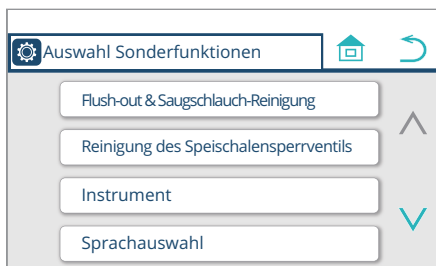 Auswahl Sonderfunktionen
Flush-out & Saugschlauch-Reinigung
Reinigung des Speischalensperrventils
Instrument
Sprachauswahl